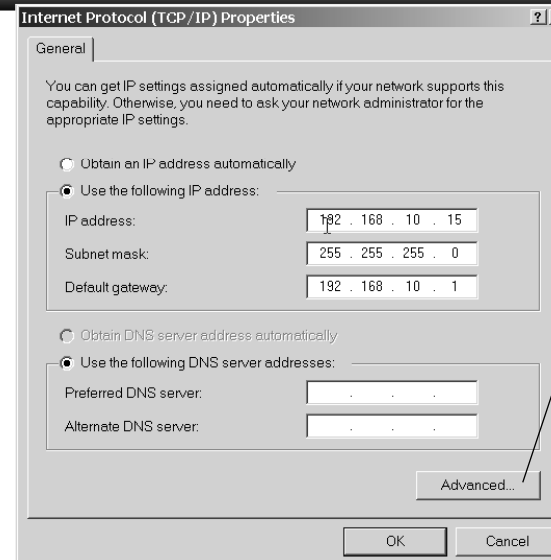 Internet Protocol (TCP/IP) Properties
?
General
You can get IP settings assigned automatically if your network supports this
capability. Otherwise, you need to ask your network administrator for the
appropriate IP settings.
Obtain an IP address automatically
Use the following IP address:
IP address: 192 . 168 . 10 . 15
Subnet mask: 255 . 255 . 255 . 0
Default gateway: 192 . 168 . 10 . 1
Obtain DNS server address automatically
Use the following DNS server addresses:
Preferred DNS server: . . .
Alternate DNS server: . . .
Advanced...
OK Cancel